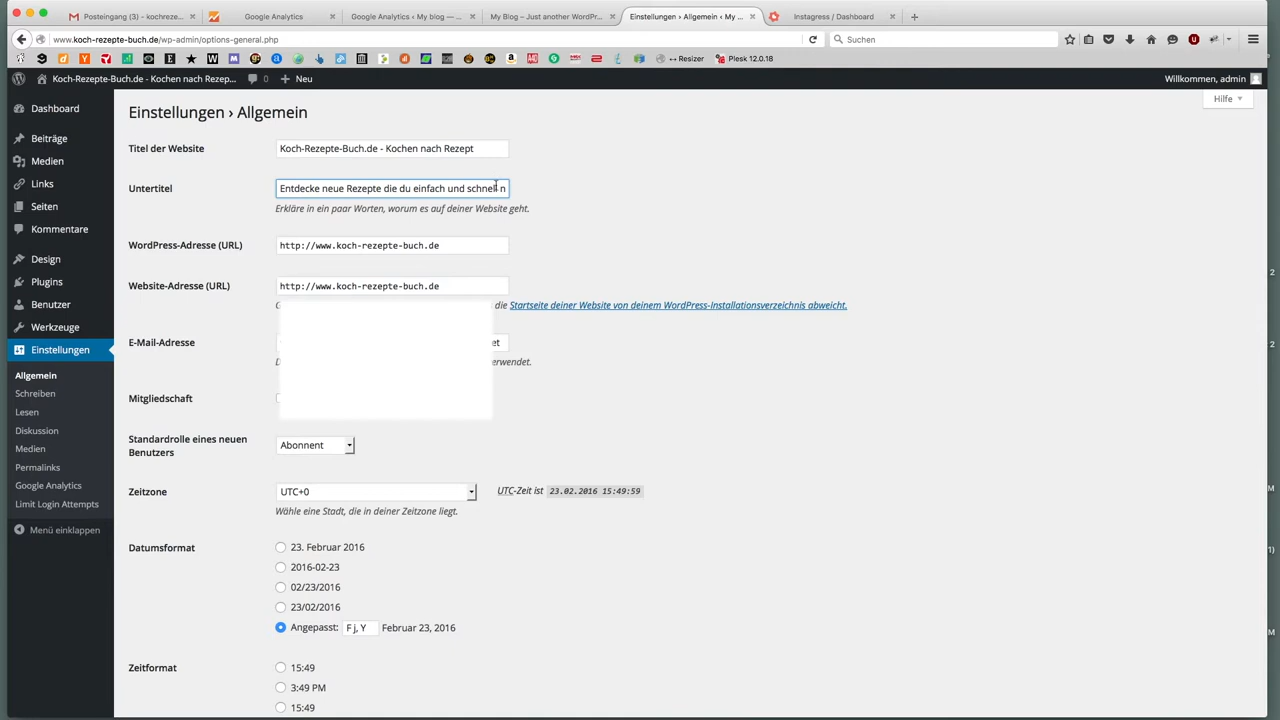 Posteingang (3) - kochreze...
Google Analytics
Google Analytics ‹ My blog —...
My Blog – Just another WordPr...
Einstellungen › Allgemein ‹ My ...
Instagress / Dashboard
www.koch-rezepte-buch.de/wp-admin/options-general.php
Suchen
↔ Resizer
Plesk 12.0.18
Koch-Rezepte-Buch.de - Kochen nach Rezep...
0
Neu
Willkommen, admin
Dashboard
Beiträge
Medien
Links
Seiten
Kommentare
Design
Plugins
Benutzer
Werkzeuge
Einstellungen
Allgemein
Schreiben
Lesen
Diskussion
Medien
Permalinks
Google Analytics
Limit Login Attempts
Menü einklappen
Hilfe
Einstellungen › Allgemein
Titel der Website
Koch-Rezepte-Buch.de - Kochen nach Rezept
Untertitel
Entdecke neue Rezepte die du einfach und schnell n
Erkläre in ein paar Worten, worum es auf deiner Website geht.
WordPress-Adresse (URL)
http://www.koch-rezepte-buch.de
Website-Adresse (URL)
http://www.koch-rezepte-buch.de
die Startseite deiner Website von deinem WordPress-Installationsverzeichnis abweicht.
E-Mail-Adresse
et
D
erwendet.
Mitgliedschaft
Standardrolle eines neuen
Benutzers
Abonnent
Zeitzone
UTC+0
UTC-Zeit ist 23.02.2016 15:49:59
Wähle eine Stadt, die in deiner Zeitzone liegt.
Datumsformat
23. Februar 2016
2016-02-23
02/23/2016
23/02/2016
Angepasst: F j, Y February 23, 2016
Zeitformat
15:49
3:49 PM
15:49